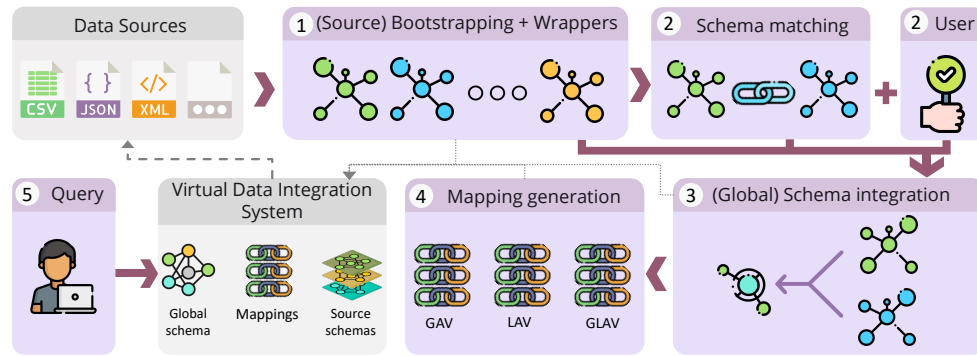 Data Sources
CSV
{ }
JSON
</>
XML
1 (Source) Bootstrapping + Wrappers
2 Schema matching
+
2 User
5 Query
Virtual Data Integration
System
Global
schema
Mappings
Source
schemas
4 Mapping generation
GAV
LAV
GLAV
3 (Global) Schema integration